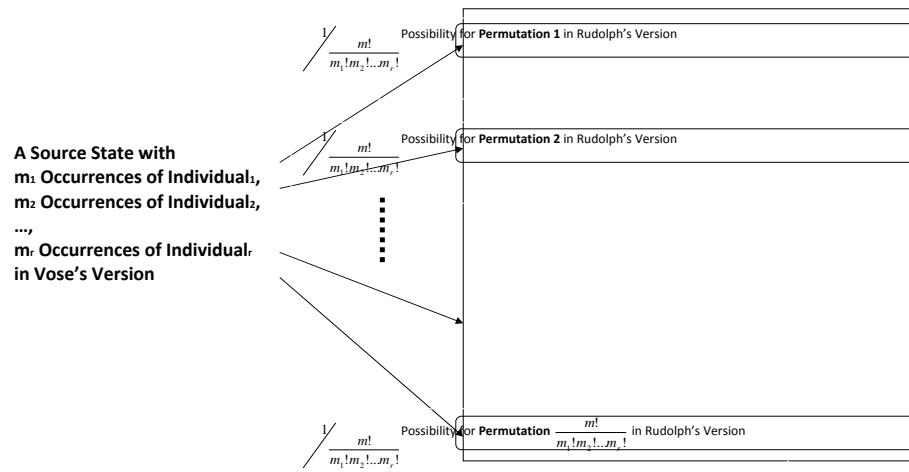 1/ m!/(m₁!m₂!...mᵣ!) Possibility for Permutation 1 in Rudolph's Version
1/ m!/(m₁!m₂!...mᵣ!) Possibility for Permutation 2 in Rudolph's Version
A Source State with
m₁ Occurrences of Individual₁,
m₂ Occurrences of Individual₂,
...,
mᵣ Occurrences of Individualᵣ
in Vose's Version
1/ m!/(m₁!m₂!...mᵣ!) Possibility for Permutation m!/(m₁!m₂!...mᵣ!) in Rudolph's Version